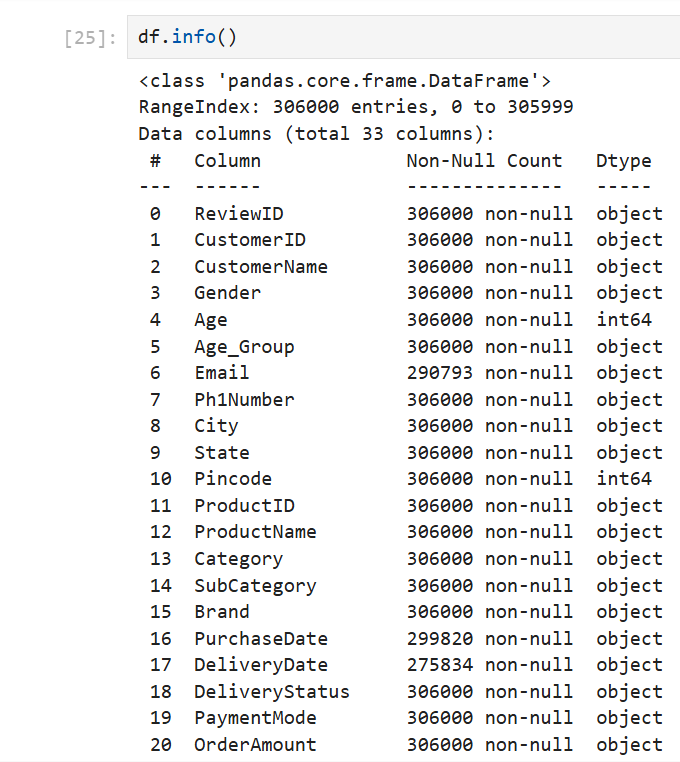 [25]: df.info()
<class 'pandas.core.frame.DataFrame'>
RangeIndex: 306000 entries, 0 to 305999
Data columns (total 33 columns):
 #   Column           Non-Null Count   Dtype
---  ------           --------------   -----
 0   ReviewID         306000 non-null  object
 1   CustomerID       306000 non-null  object
 2   CustomerName     306000 non-null  object
 3   Gender           306000 non-null  object
 4   Age              306000 non-null  int64
 5   Age_Group        306000 non-null  object
 6   Email            290793 non-null  object
 7   Ph1Number        306000 non-null  object
 8   City             306000 non-null  object
 9   State            306000 non-null  object
 10  Pincode          306000 non-null  int64
 11  ProductID        306000 non-null  object
 12  ProductName      306000 non-null  object
 13  Category         306000 non-null  object
 14  SubCategory      306000 non-null  object
 15  Brand            306000 non-null  object
 16  PurchaseDate     299820 non-null  object
 17  DeliveryDate     275834 non-null  object
 18  DeliveryStatus   306000 non-null  object
 19  PaymentMode      306000 non-null  object
 20  OrderAmount      306000 non-null  object